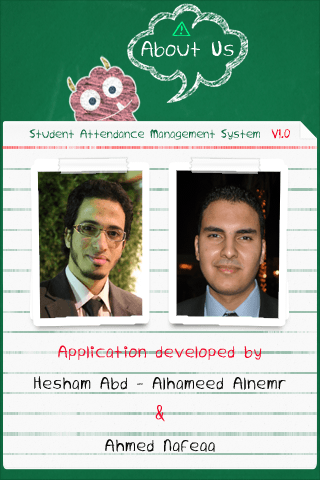 About Us
Student Attendance Management System V1.0
Application developed by
Hesham Abd - Alhameed Alnemr
&
Ahmed Nafeaa